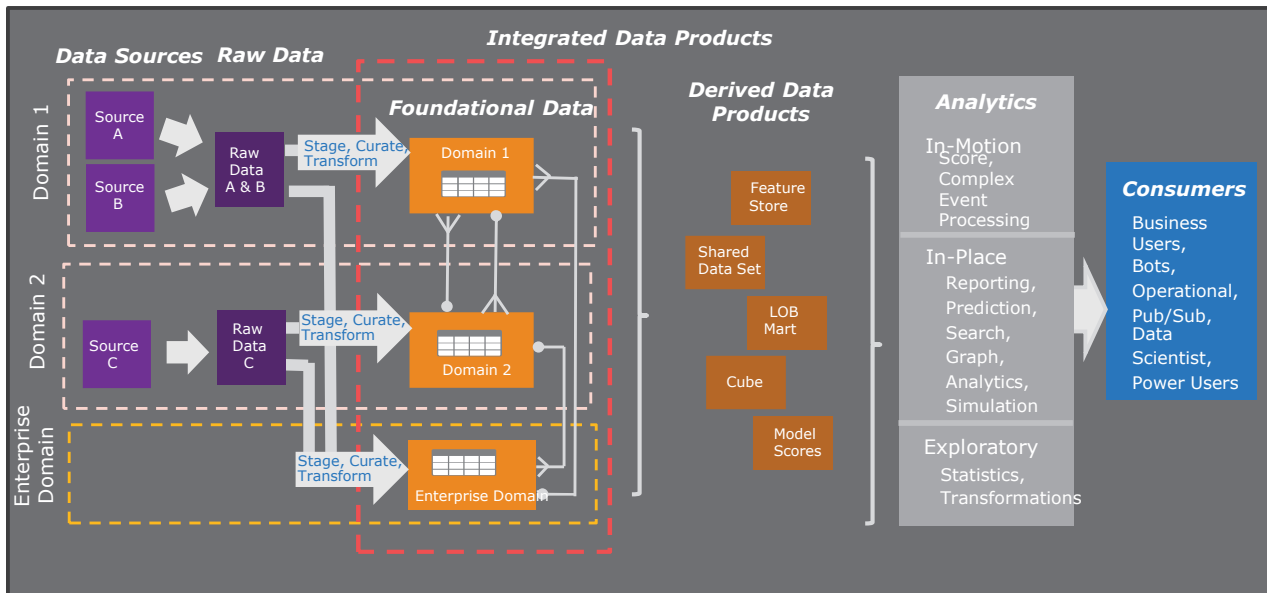 Integrated Data Products
Data Sources
Raw Data
Domain 1
Source
A
Source
B
Raw
Data
A & B
Stage, Curate,
Transform
Foundational Data
Domain 1
Domain 2
Source
C
Raw
Data
C
Stage, Curate,
Transform
Domain 2
Enterprise
Domain
Stage, Curate,
Transform
Enterprise Domain
Derived Data
Products
Feature
Store
Shared
Data Set
LOB
Mart
Cube
Model
Scores
Analytics
In-Motion
Score,
Complex
Event
Processing
In-Place
Reporting,
Prediction,
Search,
Graph,
Analytics,
Simulation
Exploratory
Statistics,
Transformations
Consumers
Business
Users,
Bots,
Operational,
Pub/Sub,
Data
Scientist,
Power Users